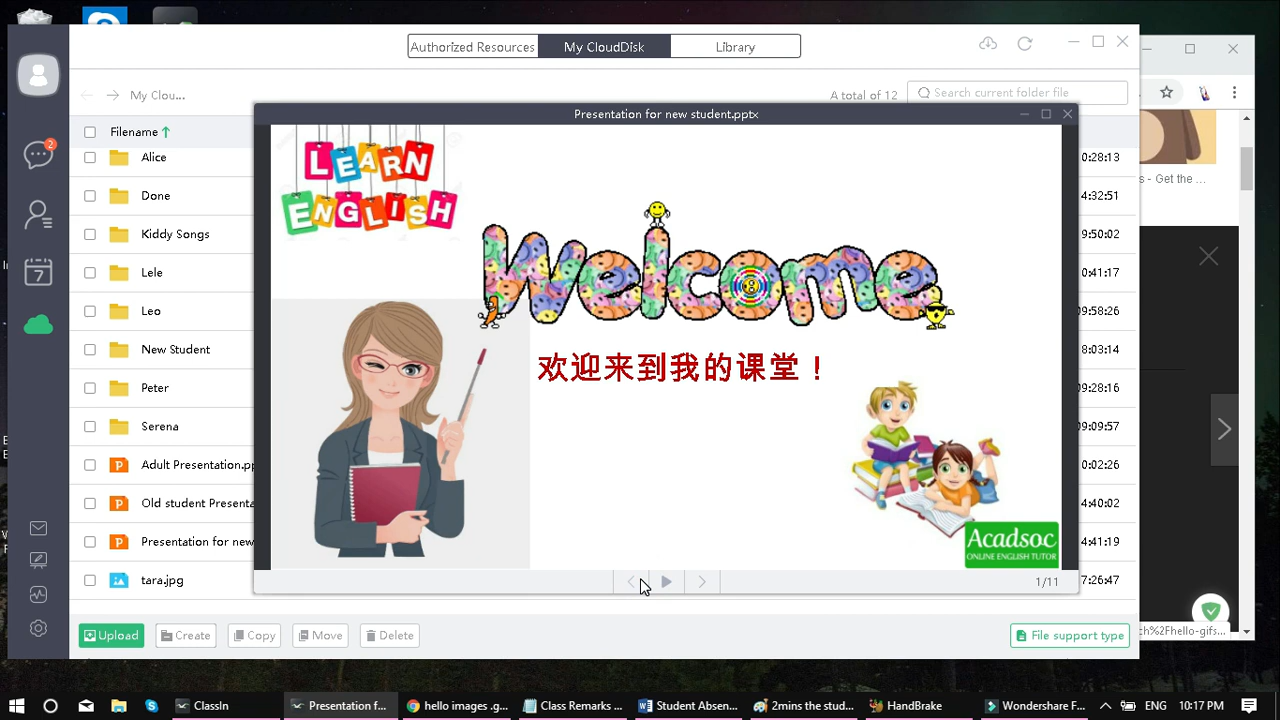 Authorized Resources
My CloudDisk
Library
My Clou...
A total of 12
Search current folder file
Filename
Presentation for new student.pptx
Alice
0:28:13
Done
4:32:51
Kiddy Songs
9:50:02
Lele
0:41:17
Leo
9:58:26
New Student
8:03:14
Peter
9:28:16
Serena
9:09:57
Adult Presentation.pp
0:02:26
Old student Presenta
4:40:02
Presentation for new
4:41:19
tara.jpg
7:26:47
2
7
LEARN
ENGLISH
Welcome
欢迎来到我的课堂！
Acadsoc
ONLINE ENGLISH TUTOR
1/11
s - Get the ...
ch%2Fhello-gifs...
Upload
Create
Copy
Move
Delete
File support type
ClassIn
Presentation f...
hello images .g...
Class Remarks ...
Student Absen...
2mins the stud...
HandBrake
Wondershare F...
ENG
10:17 PM